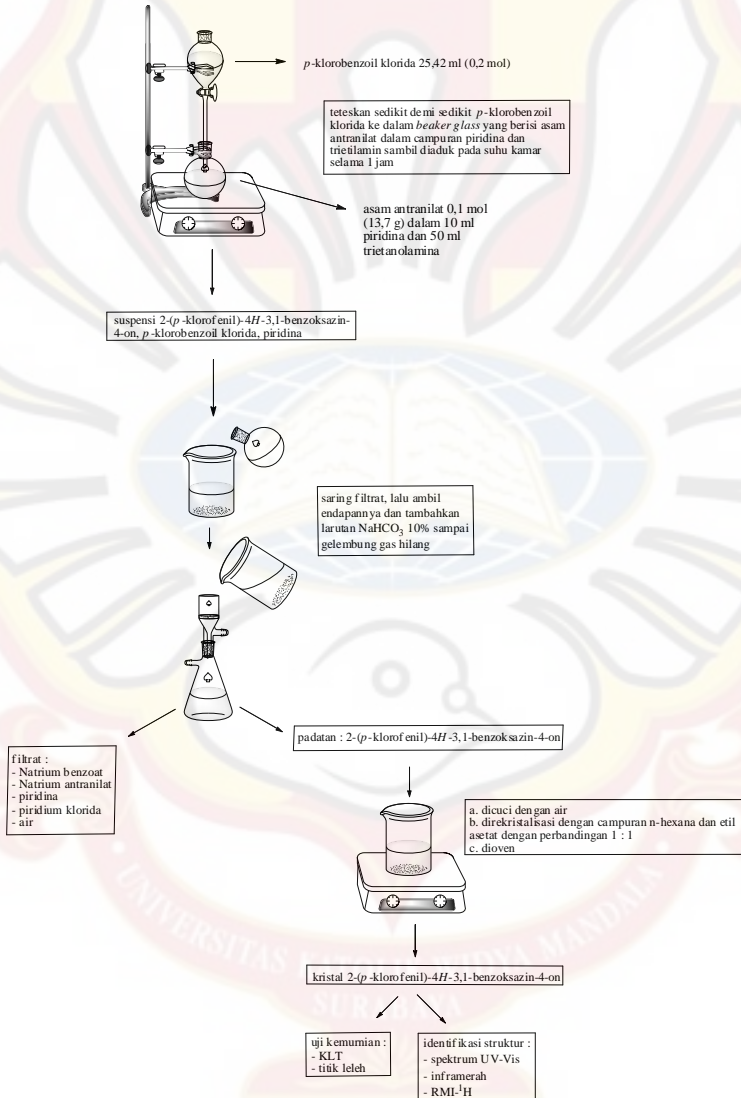 p-klorobenzoil klorida 25,42 ml (0,2 mol)
teteskan sedikit demi sedikit p-klorobenzoil
klorida ke dalam beaker glass yang berisi asam
antranilat dalam campuran piridina dan
trietilamin sambil diaduk pada suhu kamar
selama 1 jam
asam antranilat 0,1 mol
(13,7 g) dalam 10 ml
piridina dan 50 ml
trietanolamina
suspensi 2-(p-klorofenil)-4H-3,1-benzoksazin-
4-on, p-klorobenzoil klorida, piridina
saring filtrat, lalu ambil
endapannya dan tambahkan
larutan NaHCO3 10% sampai
gelembung gas hilang
padatan : 2-(p-klorofenil)-4H-3,1-benzoksazin-4-on
filtrat :
- Natrium benzoat
- Natrium antranilat
- piridina
- piridium klorida
- air
a. dicuci dengan air
b. direkristalisasi dengan campuran n-hexana dan etil
asetat dengan perbandingan 1 : 1
c. dioven
kristal 2-(p-klorofenil)-4H-3,1-benzoksazin-4-on
uji kemurnian :
- KLT
- titik leleh
identifikasi struktur :
- spektrum UV-Vis
- inframerah
- RMI-1H
UNIVERSITAS KATOLIK WIDYA MANDALA
SURABAYA